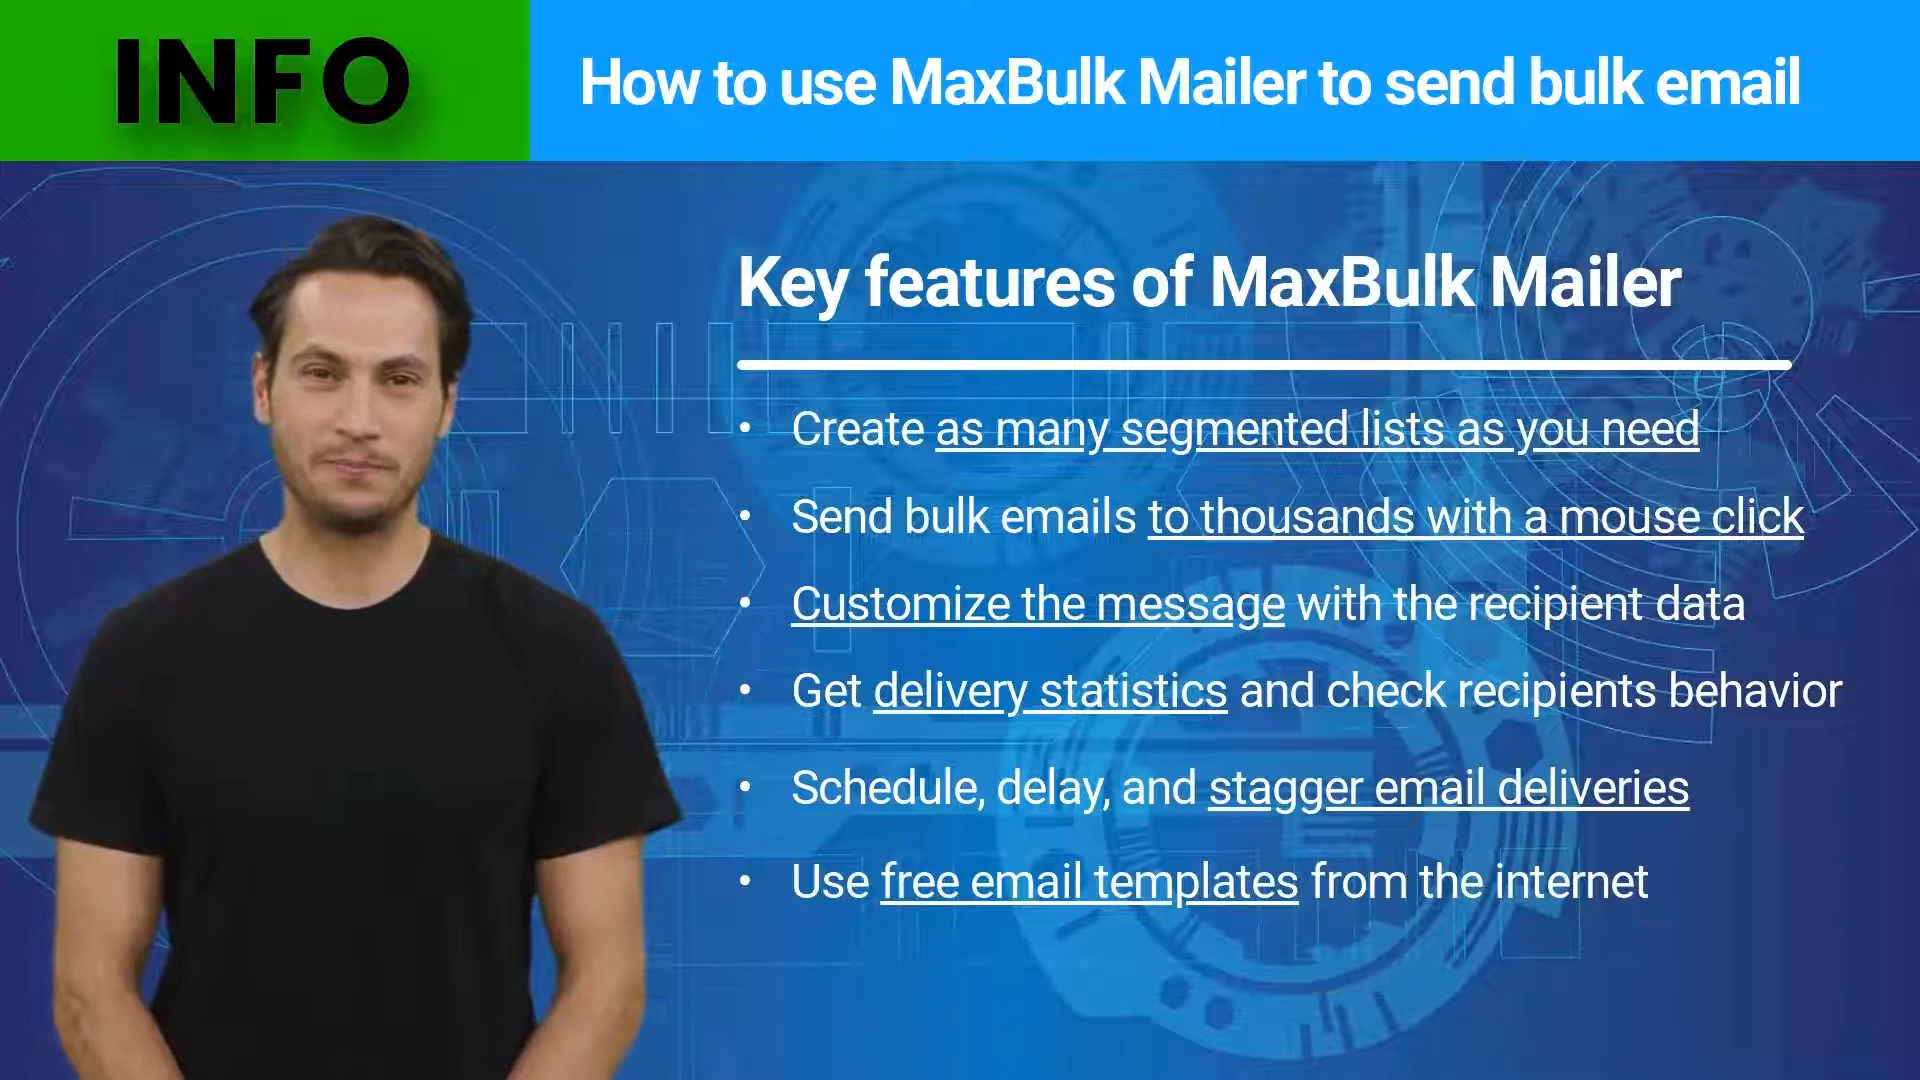 INFO
How to use MaxBulk Mailer to send bulk email
Key features of MaxBulk Mailer
• Create as many segmented lists as you need
• Send bulk emails to thousands with a mouse click
• Customize the message with the recipient data
• Get delivery statistics and check recipients behavior
• Schedule, delay, and stagger email deliveries
• Use free email templates from the internet